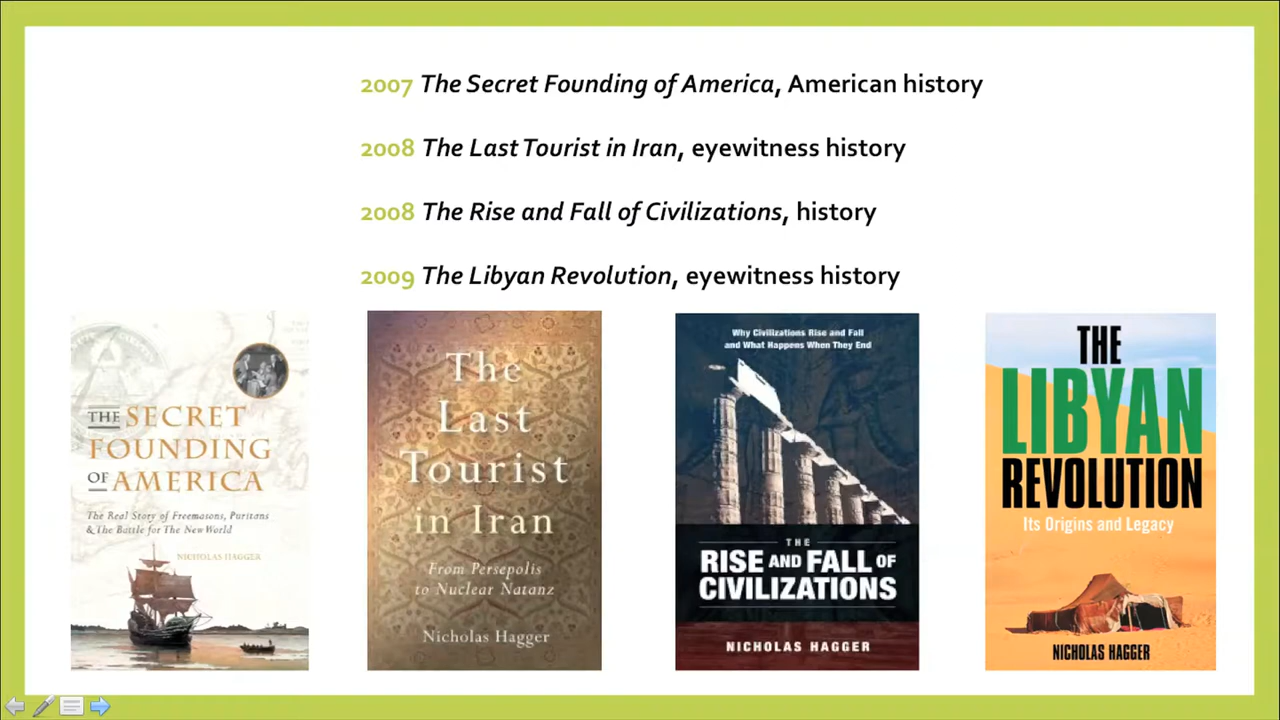 2007 The Secret Founding of America, American history
2008 The Last Tourist in Iran, eyewitness history
2008 The Rise and Fall of Civilizations, history
2009 The Libyan Revolution, eyewitness history
THE SECRET
FOUNDING
OF AMERICA
The Real Story of Freemasons, Puritans
& The Battle for The New World
NICHOLAS HAGGER
The
Last
Tourist
in Iran
From Persepolis
to Nuclear Natanz
Nicholas Hagger
Why Civilizations Rise and Fall
and What Happens When They End
THE
RISE AND FALL OF
CIVILIZATIONS
NICHOLAS HAGGER
THE
LIBYAN
REVOLUTION
Its Origins and Legacy
NICHOLAS HAGGER